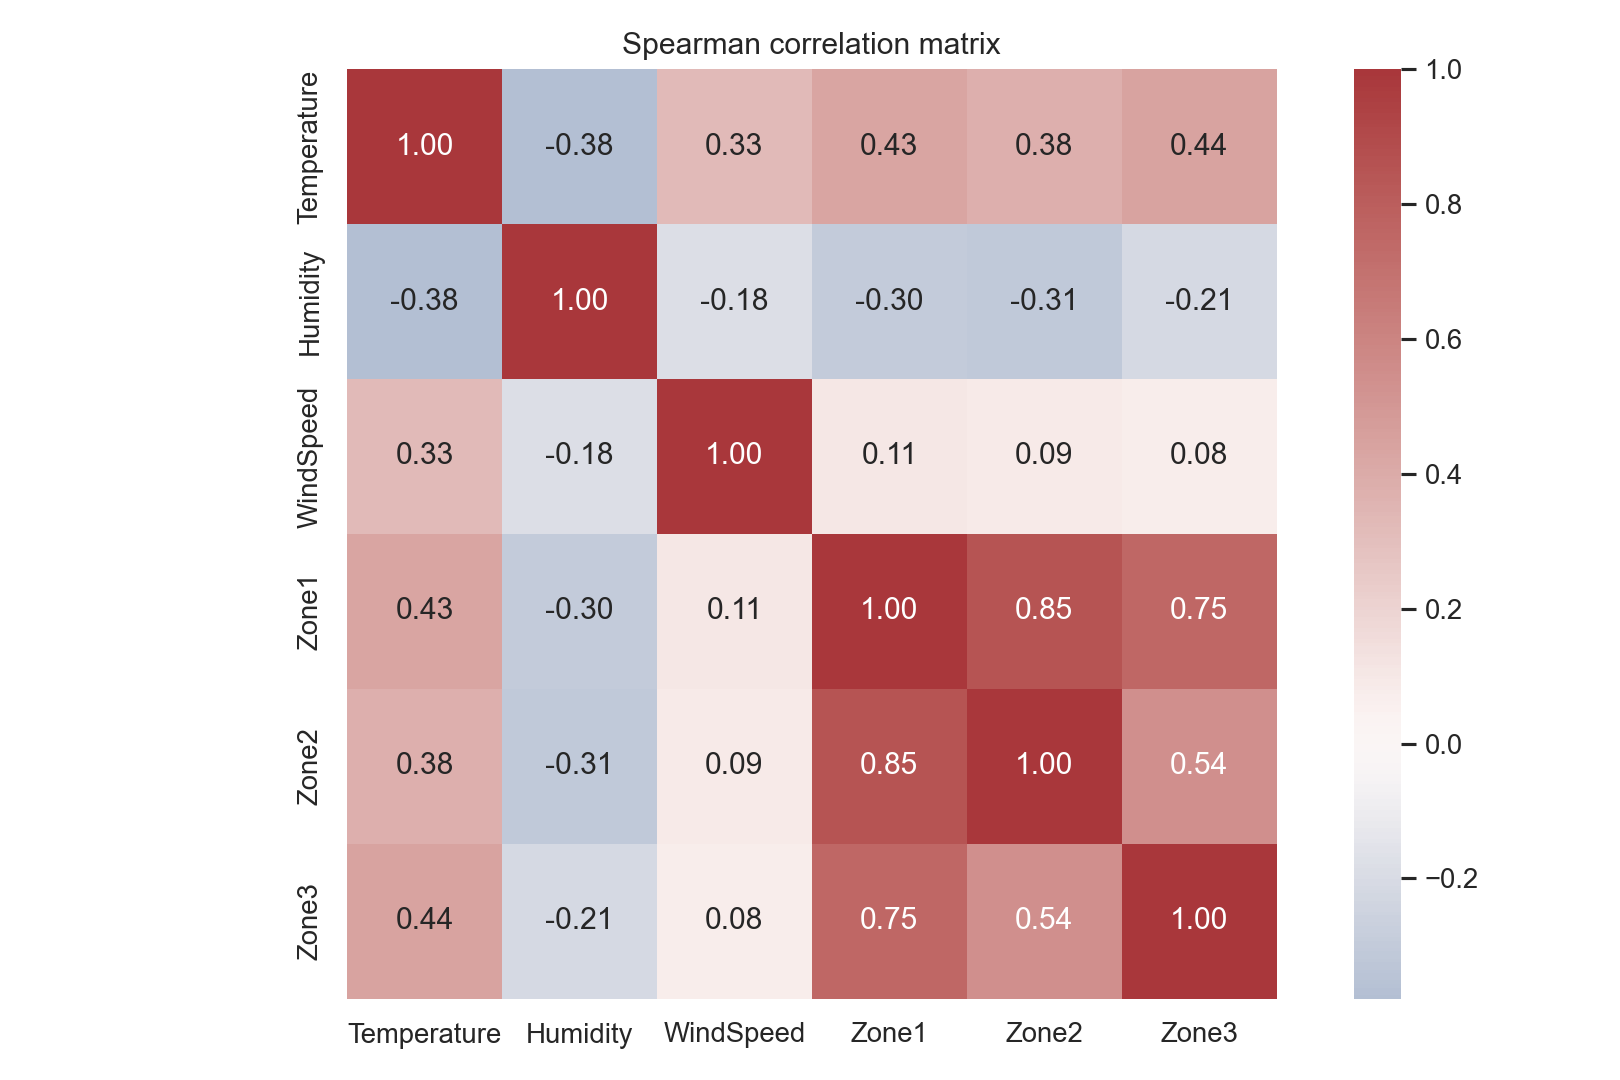 Spearman correlation matrix
Temperature 1.00 -0.38 0.33 0.43 0.38 0.44
Humidity -0.38 1.00 -0.18 -0.30 -0.31 -0.21
WindSpeed 0.33 -0.18 1.00 0.11 0.09 0.08
Zone1 0.43 -0.30 0.11 1.00 0.85 0.75
Zone2 0.38 -0.31 0.09 0.85 1.00 0.54
Zone3 0.44 -0.21 0.08 0.75 0.54 1.00
Temperature Humidity WindSpeed Zone1 Zone2 Zone3
1.0
0.8
0.6
0.4
0.2
0.0
−0.2